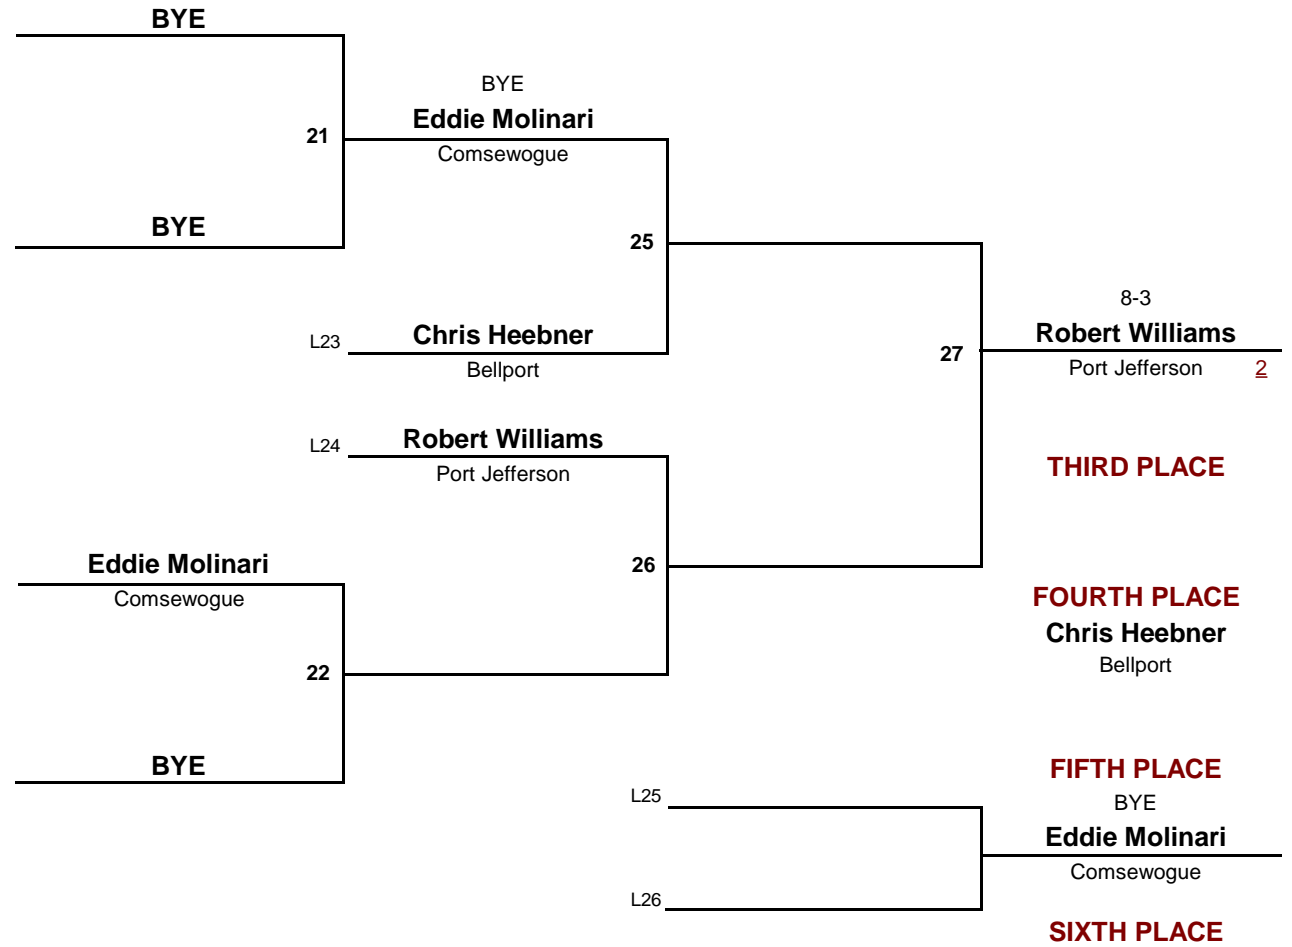 BYE
21
BYE
BYE
Eddie Molinari
Comsewogue
25
L23
Chris Heebner
Bellport
L24
Robert Williams
Port Jefferson
26
Eddie Molinari
Comsewogue
22
BYE
27
8-3
Robert Williams
Port Jefferson 2
THIRD PLACE
FOURTH PLACE
Chris Heebner
Bellport
L25
L26
FIFTH PLACE
BYE
Eddie Molinari
Comsewogue
SIXTH PLACE